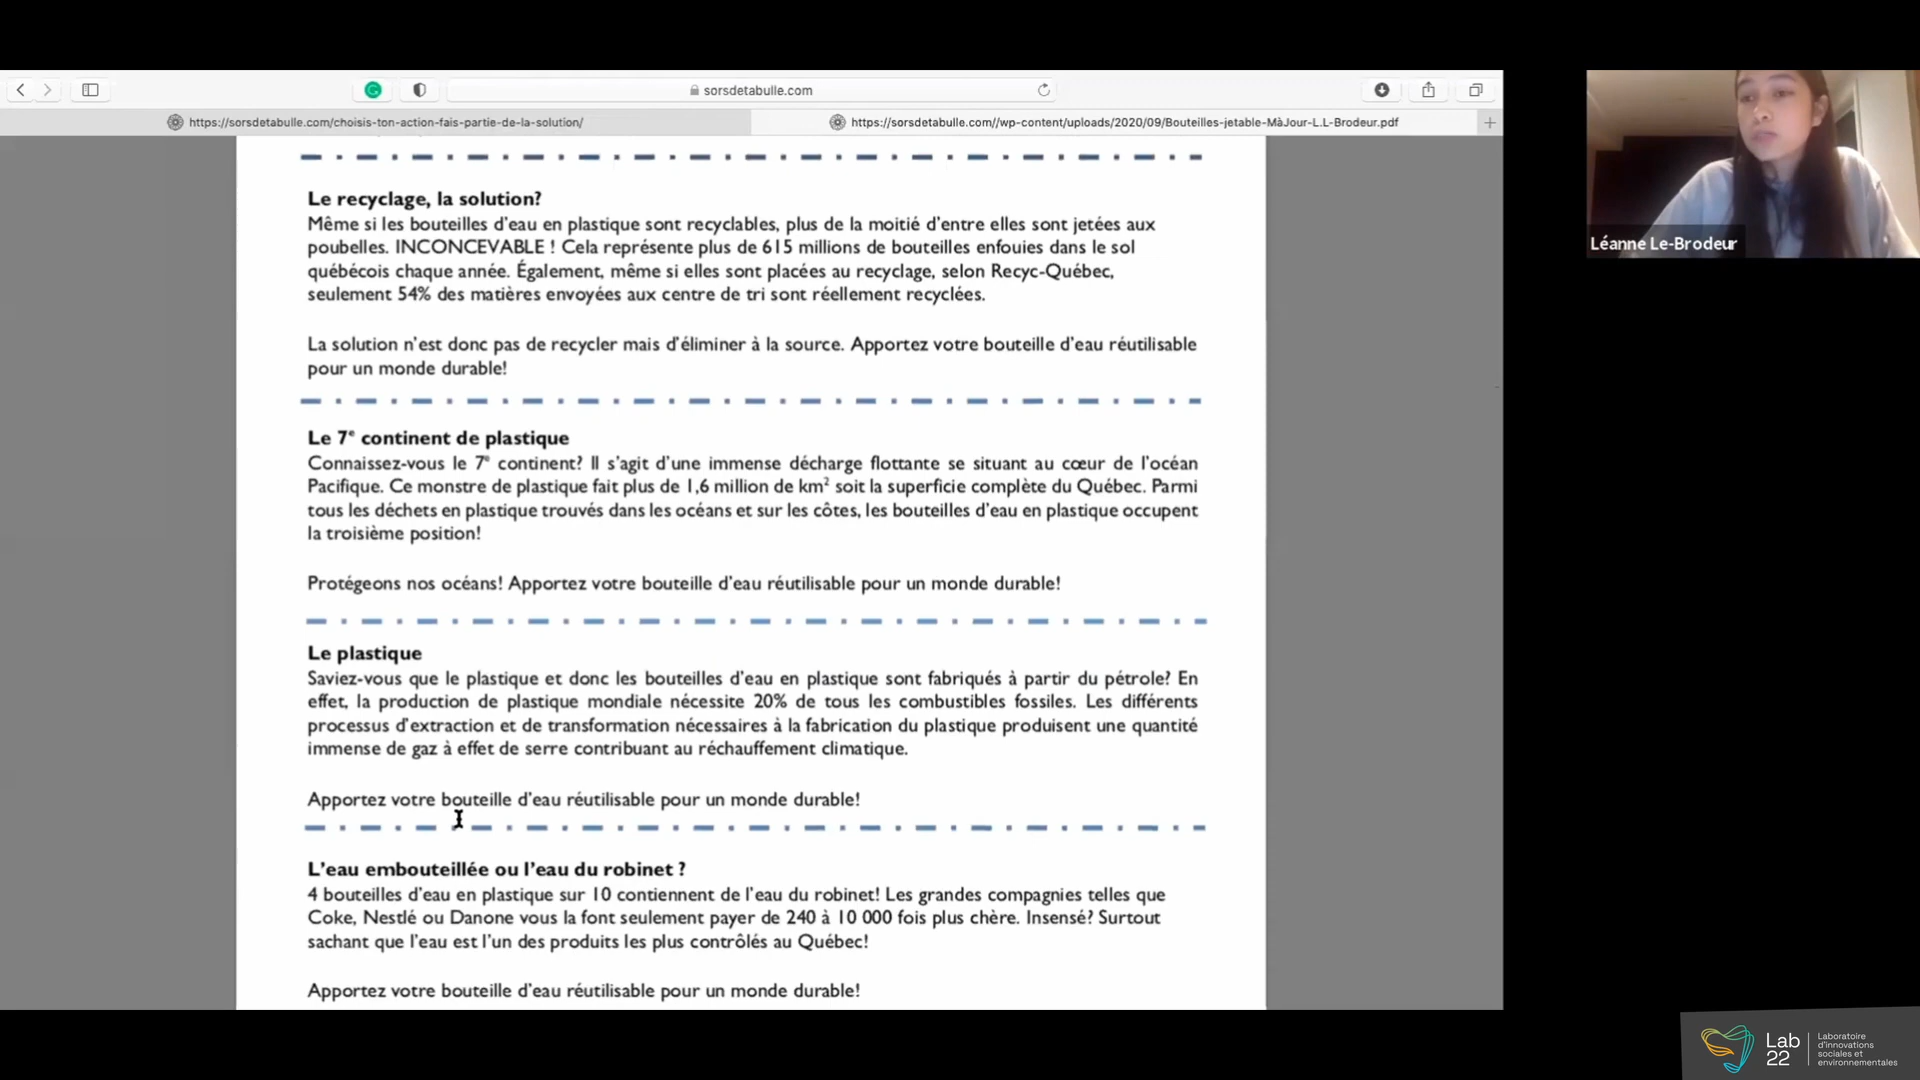 sorsdetabulle.com
https://sorsdetabulle.com/choisis-ton-action-fais-partie-de-la-solution/
https://sorsdetabulle.com//wp-content/uploads/2020/09/Bouteilles-jetable-MàJour-L.L-Brodeur.pdf
Le recyclage, la solution?
Même si les bouteilles d'eau en plastique sont recyclables, plus de la moitié d'entre elles sont jetées aux
poubelles. INCONCEVABLE ! Cela représente plus de 615 millions de bouteilles enfouies dans le sol
québécois chaque année. Également, même si elles sont placées au recyclage, selon Recyc-Québec,
seulement 54% des matières envoyées aux centre de tri sont réellement recyclées.
La solution n'est donc pas de recycler mais d'éliminer à la source. Apportez votre bouteille d'eau réutilisable
pour un monde durable!
Le 7e continent de plastique
Connaissez-vous le 7e continent? Il s'agit d'une immense décharge flottante se situant au cœur de l'océan
Pacifique. Ce monstre de plastique fait plus de 1,6 million de km² soit la superficie complète du Québec. Parmi
tous les déchets en plastique trouvés dans les océans et sur les côtes, les bouteilles d'eau en plastique occupent
la troisième position!
Protégeons nos océans! Apportez votre bouteille d'eau réutilisable pour un monde durable!
Le plastique
Saviez-vous que le plastique et donc les bouteilles d'eau en plastique sont fabriqués à partir du pétrole? En
effet, la production de plastique mondiale nécessite 20% de tous les combustibles fossiles. Les différents
processus d'extraction et de transformation nécessaires à la fabrication du plastique produisent une quantité
immense de gaz à effet de serre contribuant au réchauffement climatique.
Apportez votre bouteille d'eau réutilisable pour un monde durable!
L'eau embouteillée ou l'eau du robinet ?
4 bouteilles d'eau en plastique sur 10 contiennent de l'eau du robinet! Les grandes compagnies telles que
Coke, Nestlé ou Danone vous la font seulement payer de 240 à 10 000 fois plus chère. Insensé? Surtout
sachant que l'eau est l'un des produits les plus contrôlés au Québec!
Apportez votre bouteille d'eau réutilisable pour un monde durable!
Léanne Le-Brodeur
Lab
22
Laboratoire
d'innovations
sociales et
environnementales